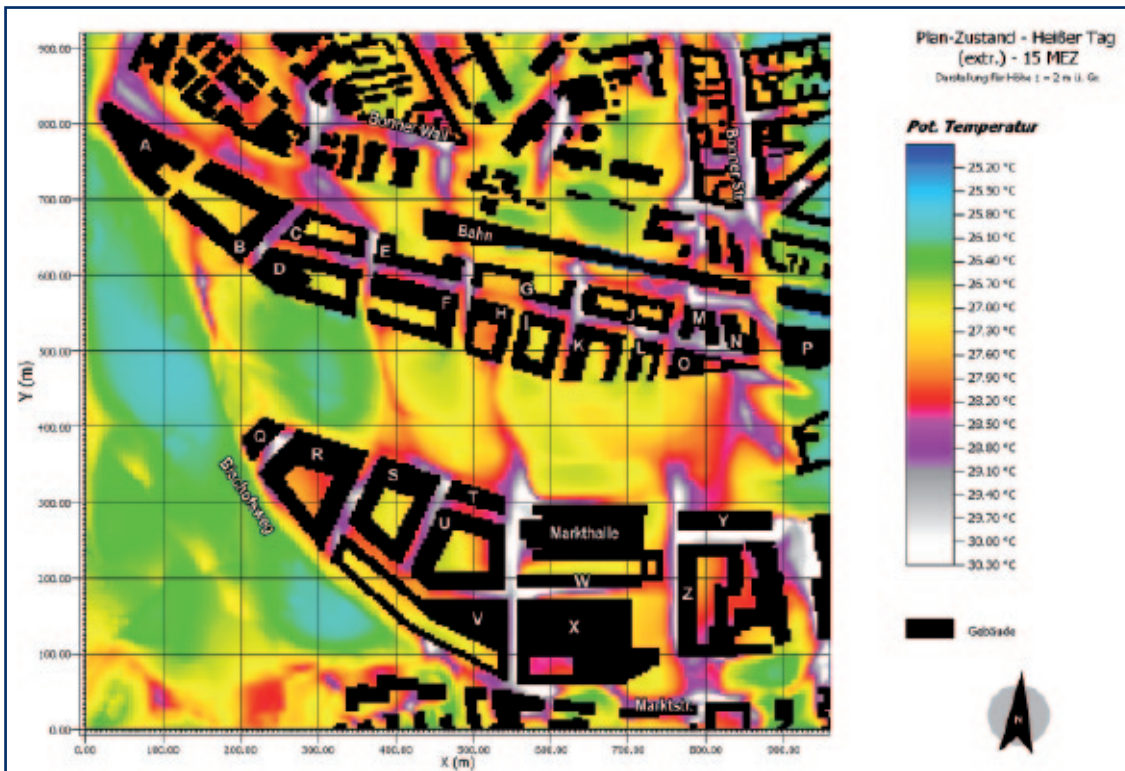 Plan-Zustand - Heißer Tag
(extr.) - 15 MEZ
Darstellung für Höhe z = 2 m ü. Gr.
Pot. Temperatur
25.20 °C
25.50 °C
25.80 °C
26.10 °C
26.40 °C
26.70 °C
27.00 °C
27.30 °C
27.60 °C
27.90 °C
28.20 °C
28.50 °C
28.80 °C
29.10 °C
29.40 °C
29.70 °C
30.00 °C
30.30 °C
Gebäude
N
Y (m)
900.00
800.00
700.00
600.00
500.00
400.00
300.00
200.00
100.00
0.00
0.00
100.00
200.00
300.00
400.00
500.00
600.00
700.00
800.00
900.00
X (m)
Bonner Wall
Bonner Str.
Bahn
Bischofsweg
Markthalle
Marktstr.
A
B
C
D
E
F
G
H
I
J
K
L
M
N
O
P
Q
R
S
T
U
V
W
X
Y
Z